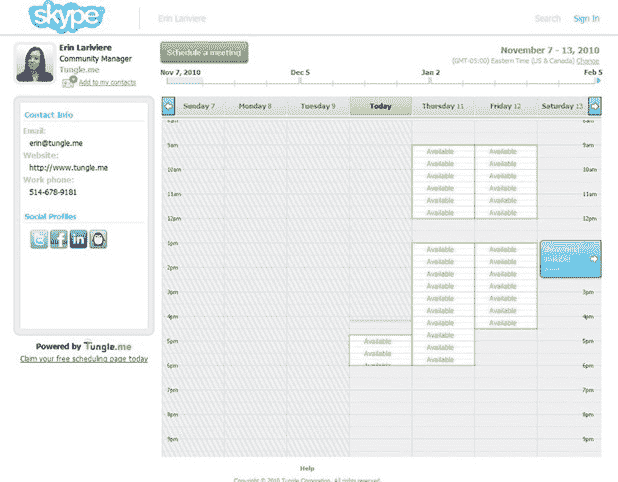 skype
Erin Lariviere
Search Sign In
Erin Lariviere
Community Manager
Tungle.me
Add to my contacts
Schedule a meeting
November 7 - 13, 2010
(GMT-05:00) Eastern Time (US & Canada) Change
Nov 7, 2010 Dec 5 Jan 2 Feb 5
Contact Info
Email:
erin@tungle.me
Website:
http://www.tungle.me
Work phone:
514-678-9181
Social Profiles
Powered by Tungle.me
Claim your free scheduling page today
Sunday 7 Monday 8 Tuesday 9 Today Thursday 11 Friday 12 Saturday 13
9am Available Available 9am
Available Available
10am Available Available 10am
Available Available
11am Available Available 11am
Available Available
12pm 12pm
1pm Available Available
Available Available
2pm Available Available
Available Available
3pm Available Available 3pm
Available Available
4pm Available Available 4pm
Available
5pm Available Available 5pm
Available Available
6pm Available 6pm
7pm 7pm
8pm 8pm
9pm 9pm
Help
Copyright © 2010 Tungle Corporation. All rights reserved.